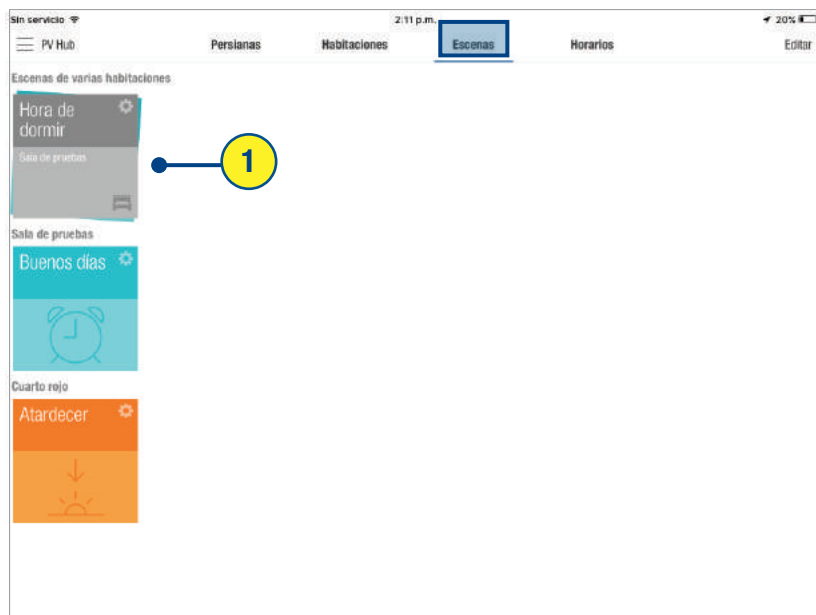 Sin servicio 2:11 p.m. 20%
PV Hub Persianas Habitaciones Escenas Horarios Editar
Escenas de varias habitaciones
Hora de
dormir
Sala de pruebas
1
Sala de pruebas
Buenos días
Cuarto rojo
Atardecer